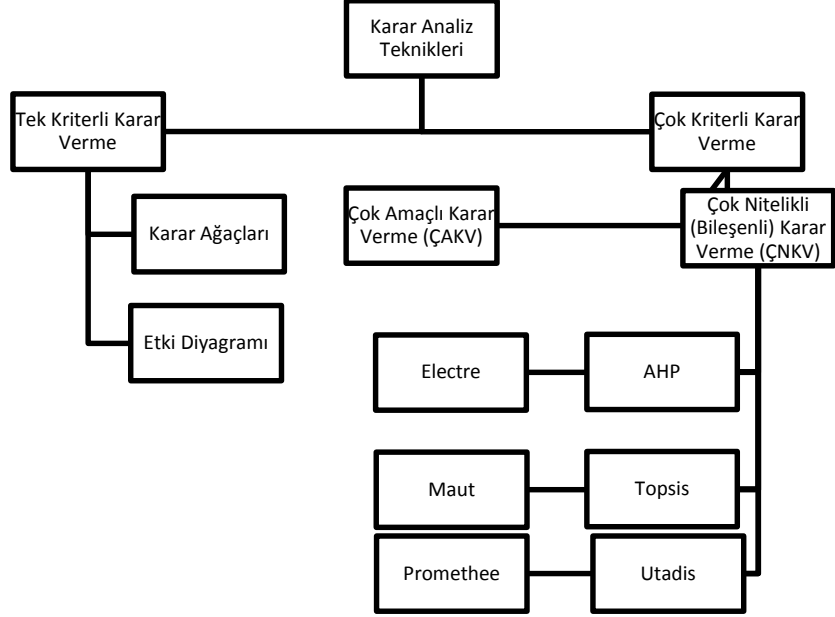 Karar Analiz
Teknikleri
Tek Kriterli Karar
Verme
Çok Kriterli Karar
Verme
Karar Ağaçları
Çok Amaçlı Karar
Verme (ÇAKV)
Çok Nitelikli
(Bileşenli) Karar
Verme (ÇNKV)
Etki Diyagramı
Electre
AHP
Maut
Topsis
Promethee
Utadis